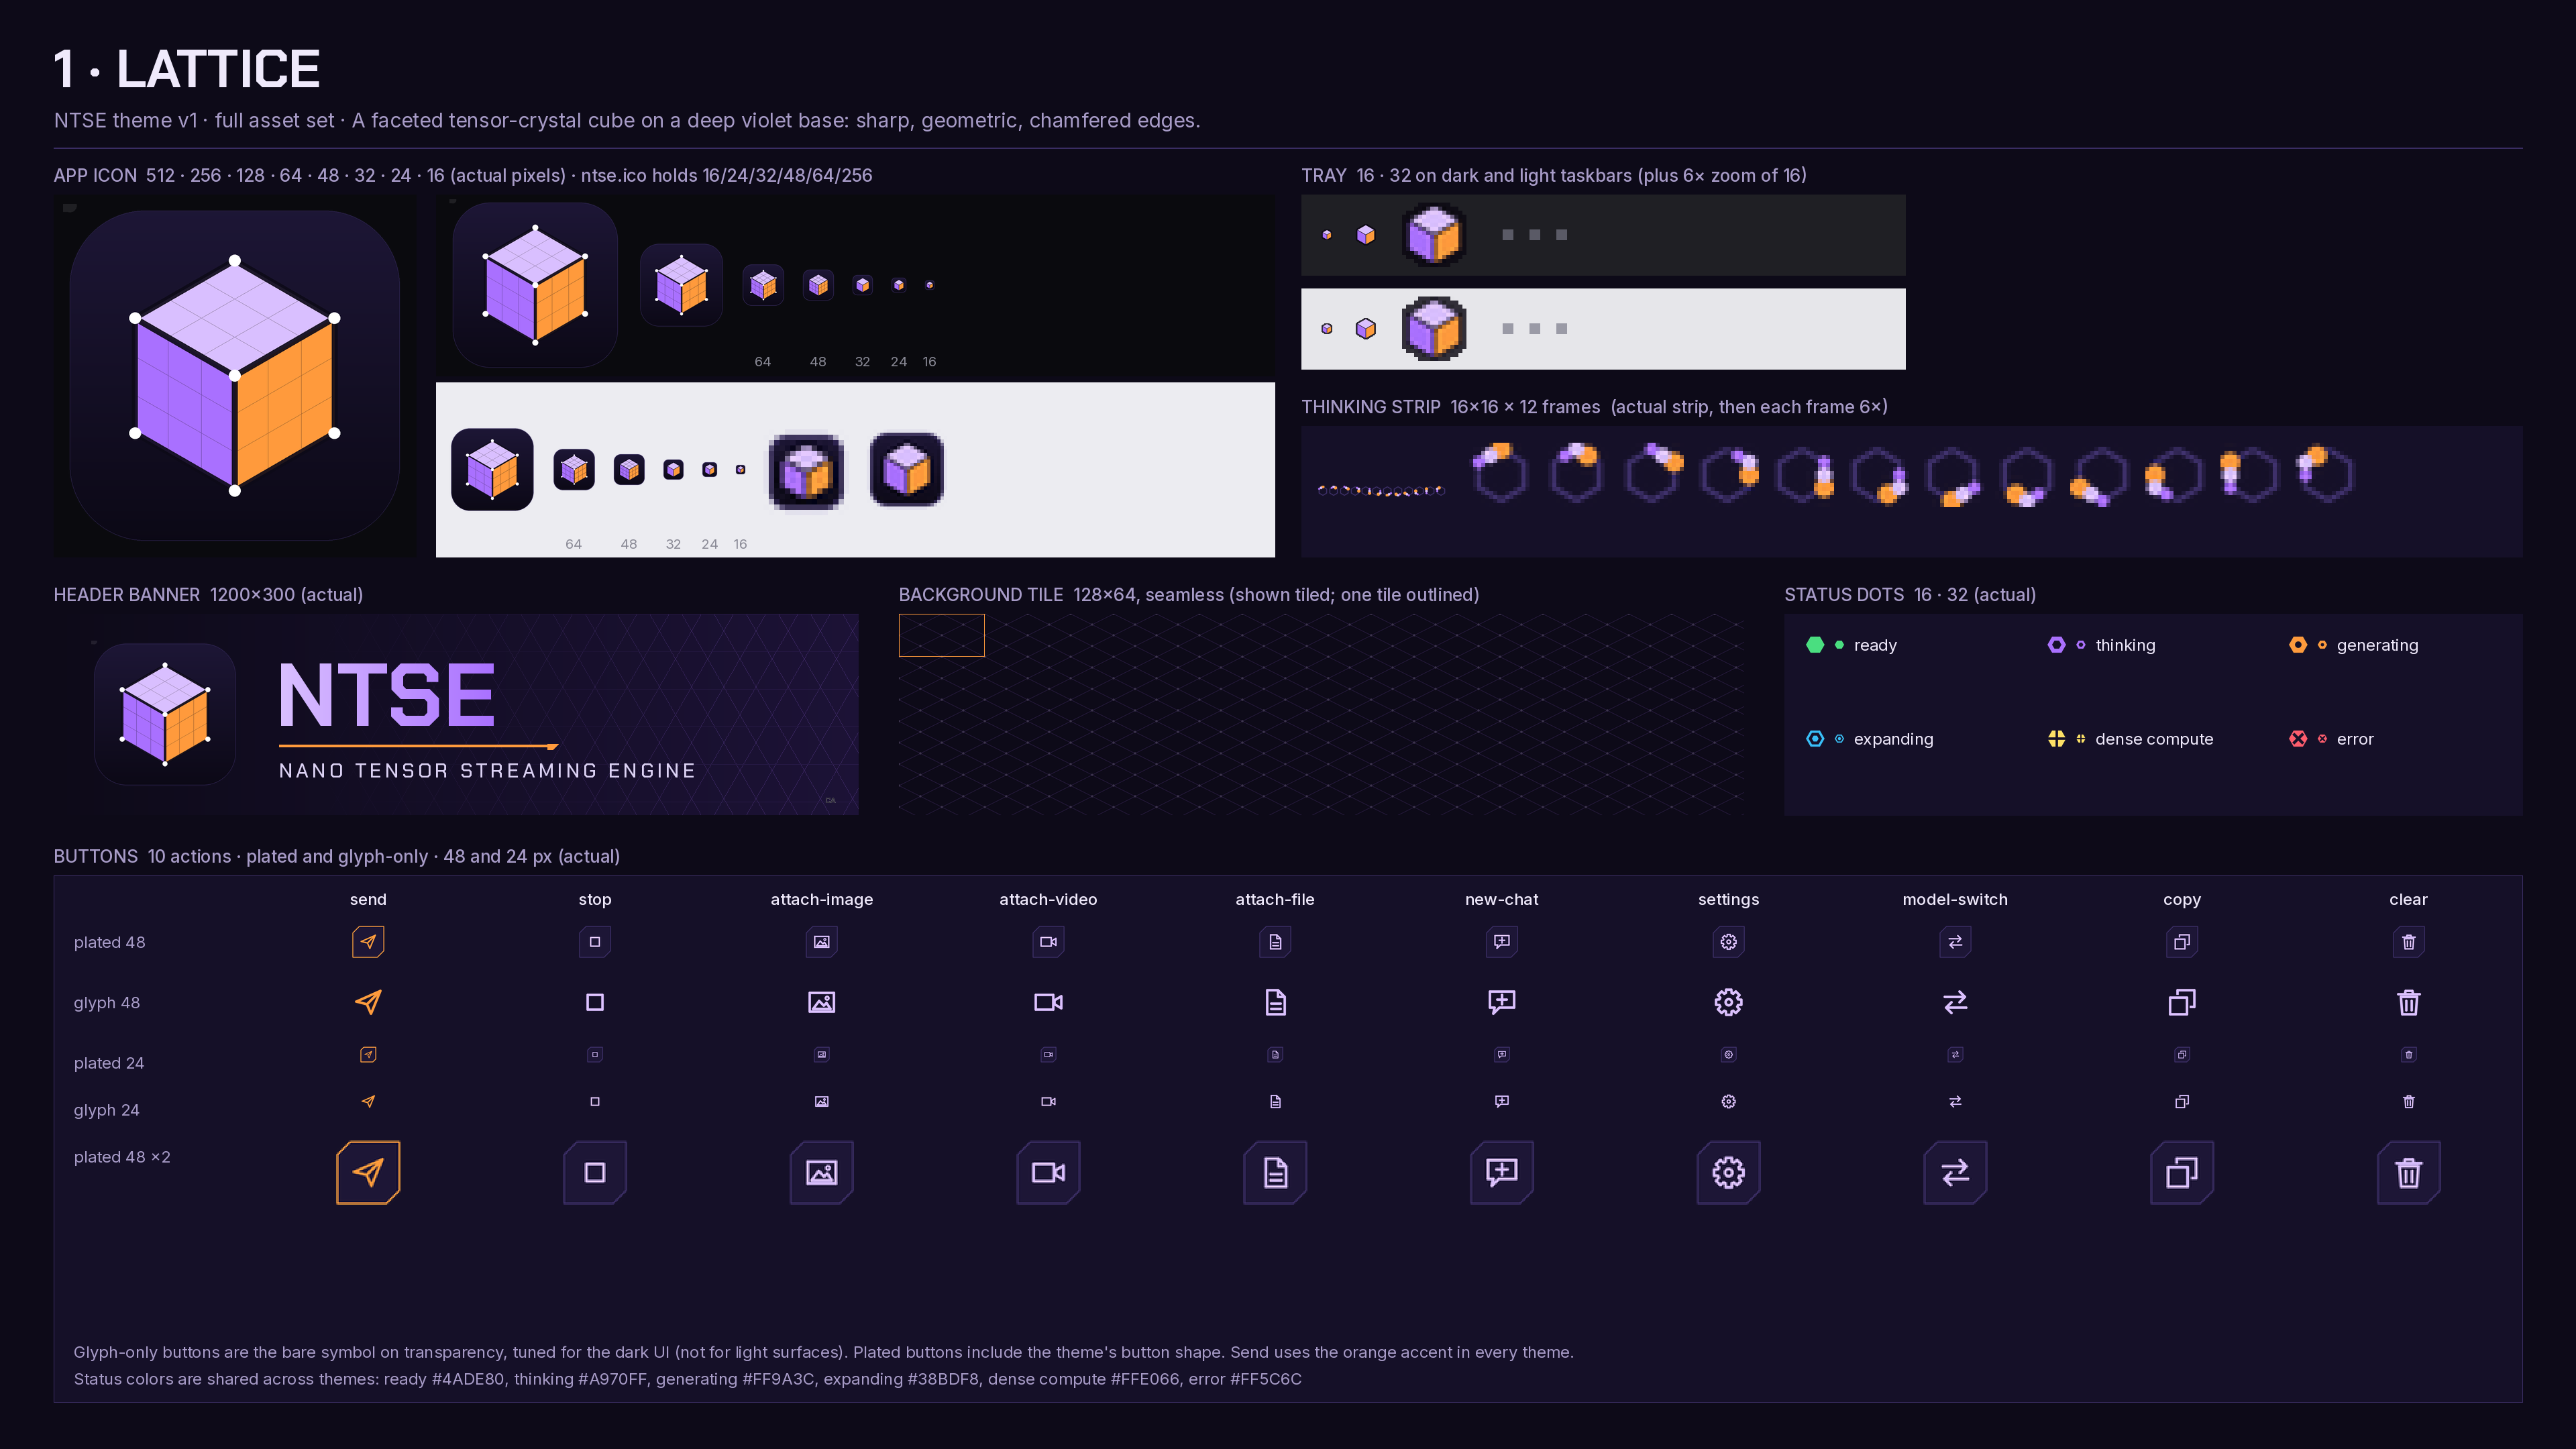 1 · LATTICE
NTSE theme v1 · full asset set · A faceted tensor-crystal cube on a deep violet base: sharp, geometric, chamfered edges.
APP ICON 512 · 256 · 128 · 64 · 48 · 32 · 24 · 16 (actual pixels) · ntse.ico holds 16/24/32/48/64/256
64 48 32 24 16
64 48 32 24 16
TRAY 16 · 32 on dark and light taskbars (plus 6× zoom of 16)
THINKING STRIP 16×16 × 12 frames (actual strip, then each frame 6×)
HEADER BANNER 1200×300 (actual)
NTSE
NANO TENSOR STREAMING ENGINE
BACKGROUND TILE 128×64, seamless (shown tiled; one tile outlined)
STATUS DOTS 16 · 32 (actual)
ready thinking generating
expanding dense compute error
BUTTONS 10 actions · plated and glyph-only · 48 and 24 px (actual)
send stop attach-image attach-video attach-file new-chat settings model-switch copy clear
plated 48
glyph 48
plated 24
glyph 24
plated 48 ×2
Glyph-only buttons are the bare symbol on transparency, tuned for the dark UI (not for light surfaces). Plated buttons include the theme's button shape. Send uses the orange accent in every theme.
Status colors are shared across themes: ready #4ADE80, thinking #A970FF, generating #FF9A3C, expanding #38BDF8, dense compute #FFE066, error #FF5C6C